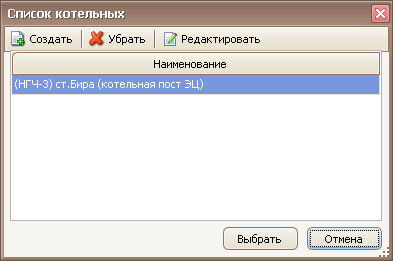 Список котельных
Создать Убрать Редактировать
Наименование
(НГЧ-3) ст.Бира (котельная пост ЭЦ)
Выбрать Отмена